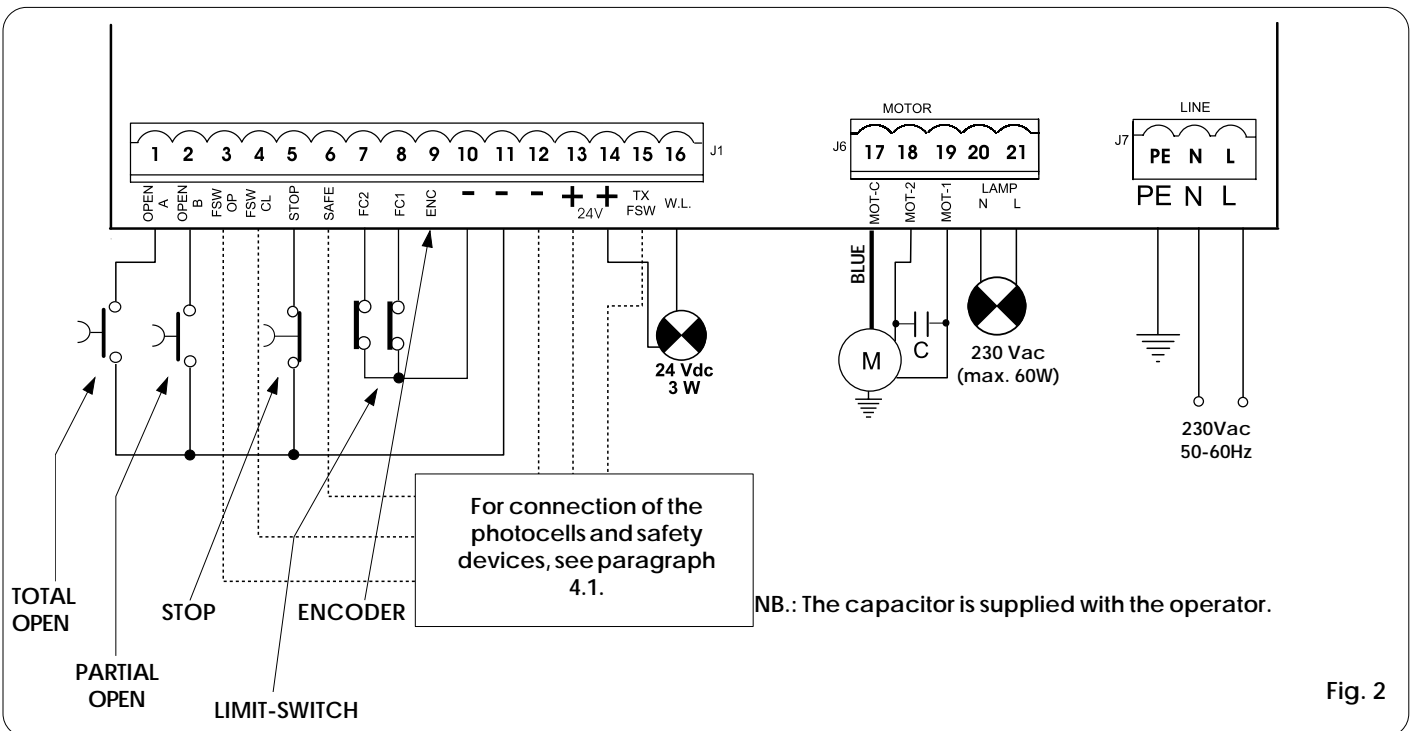 MOTOR
LINE
J1
J6
J7
1 2 3 4 5 6 7 8 9 10 11 12 13 14 15 16
17 18 19 20 21
PE N L
OPEN A
OPEN B
FSW OP
FSW CL
STOP
SAFE
FC2
FC1
ENC
- - - + +
24V
TX FSW
W.L.
MOT-C
MOT-2
MOT-1
LAMP
N L
PE N L
BLUE
M
C
24 Vdc
3 W
230 Vac
(max. 60W)
230Vac
50-60Hz
For connection of the
photocells and safety
devices, see paragraph
4.1.
TOTAL
OPEN
STOP
ENCODER
NB.: The capacitor is supplied with the operator.
PARTIAL
OPEN
LIMIT-SWITCH
Fig. 2